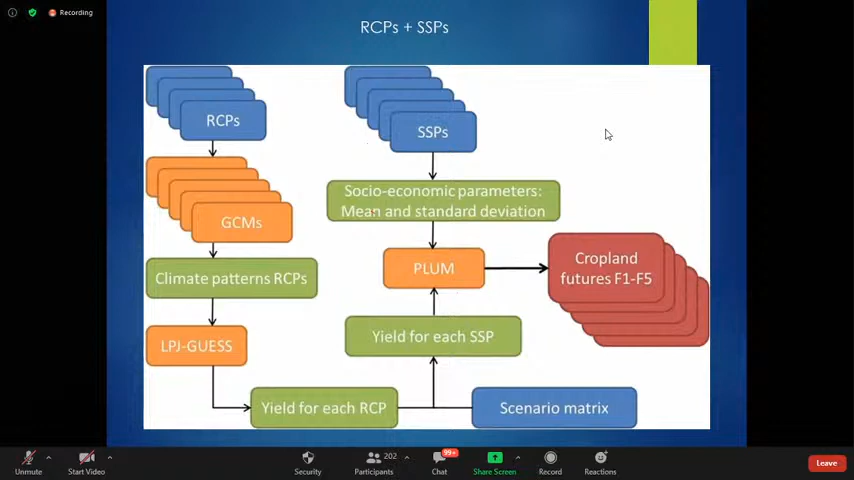 Recording
RCPs + SSPs
RCPs
SSPs
GCMs
Socio-economic parameters:
Mean and standard deviation
Climate patterns RCPs
PLUM
Cropland
futures F1-F5
LPJ-GUESS
Yield for each SSP
Yield for each RCP
Scenario matrix
Unmute
Start Video
Security
202
Participants
99+
Chat
Share Screen
Record
Reactions
Leave